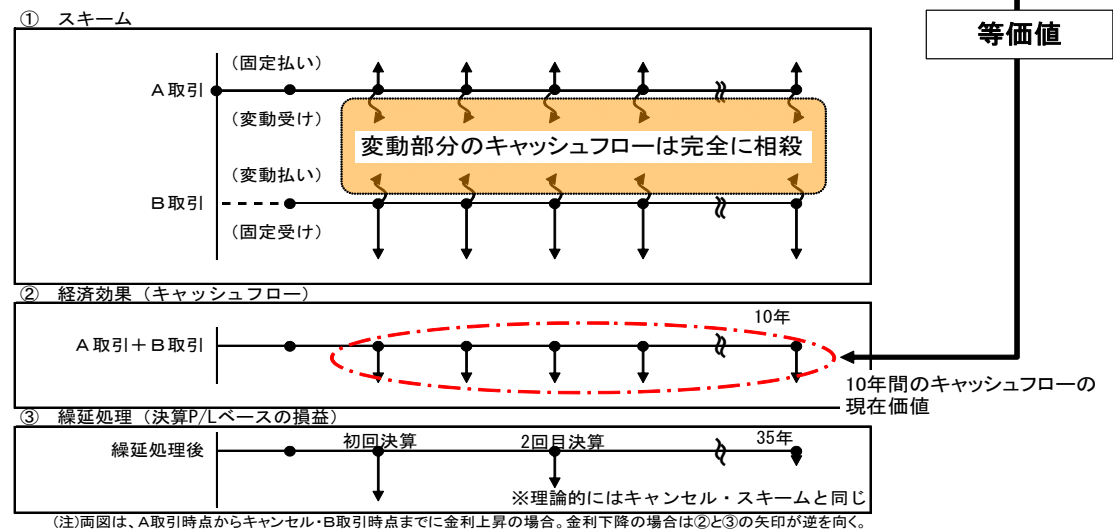 ① スキーム
等価値
(固定払い)
A取引
(変動受け)
変動部分のキャッシュフローは完全に相殺
(変動払い)
B取引
(固定受け)
② 経済効果（キャッシュフロー）
10年
A取引＋B取引
10年間のキャッシュフローの
現在価値
③ 繰延処理（決算P/Lベースの損益）
初回決算
2回目決算
35年
繰延処理後
※理論的にはキャンセル・スキームと同じ
(注)両図は、A取引時点からキャンセル・B取引時点までに金利上昇の場合。金利下降の場合は②と③の矢印が逆を向く。